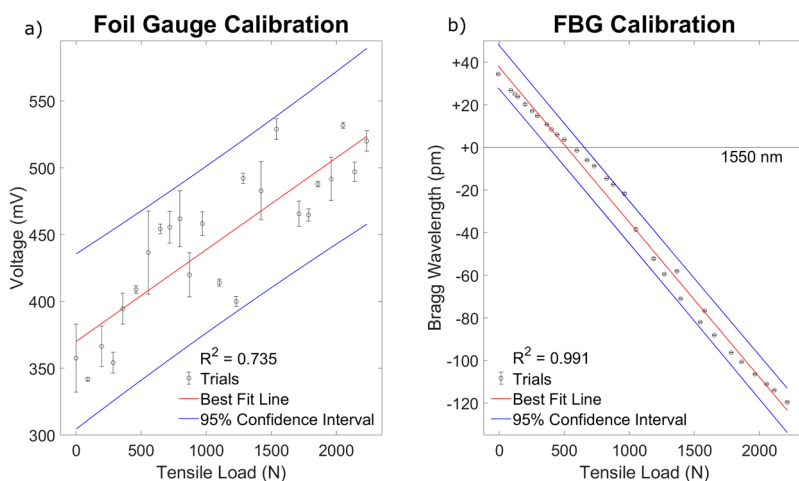 a)
Foil Gauge Calibration
Voltage (mV)
550
500
450
400
350
300
R² = 0.735
Trials
Best Fit Line
95% Confidence Interval
0 500 1000 1500 2000
Tensile Load (N)
b)
FBG Calibration
Bragg Wavelength (pm)
+40
+20
+0
-20
-40
-60
-80
-100
-120
1550 nm
R² = 0.991
Trials
Best Fit Line
95% Confidence Interval
0 500 1000 1500 2000
Tensile Load (N)